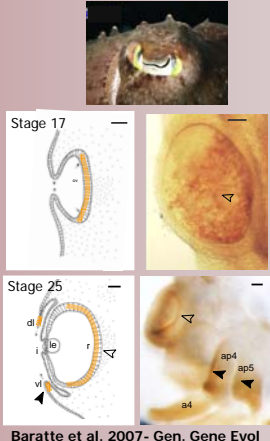 Stage 17
ov
Stage 25
dl
le
i
r
vl
ap4
ap5
a4
Baratte et al. 2007- Gen. Gene Evol